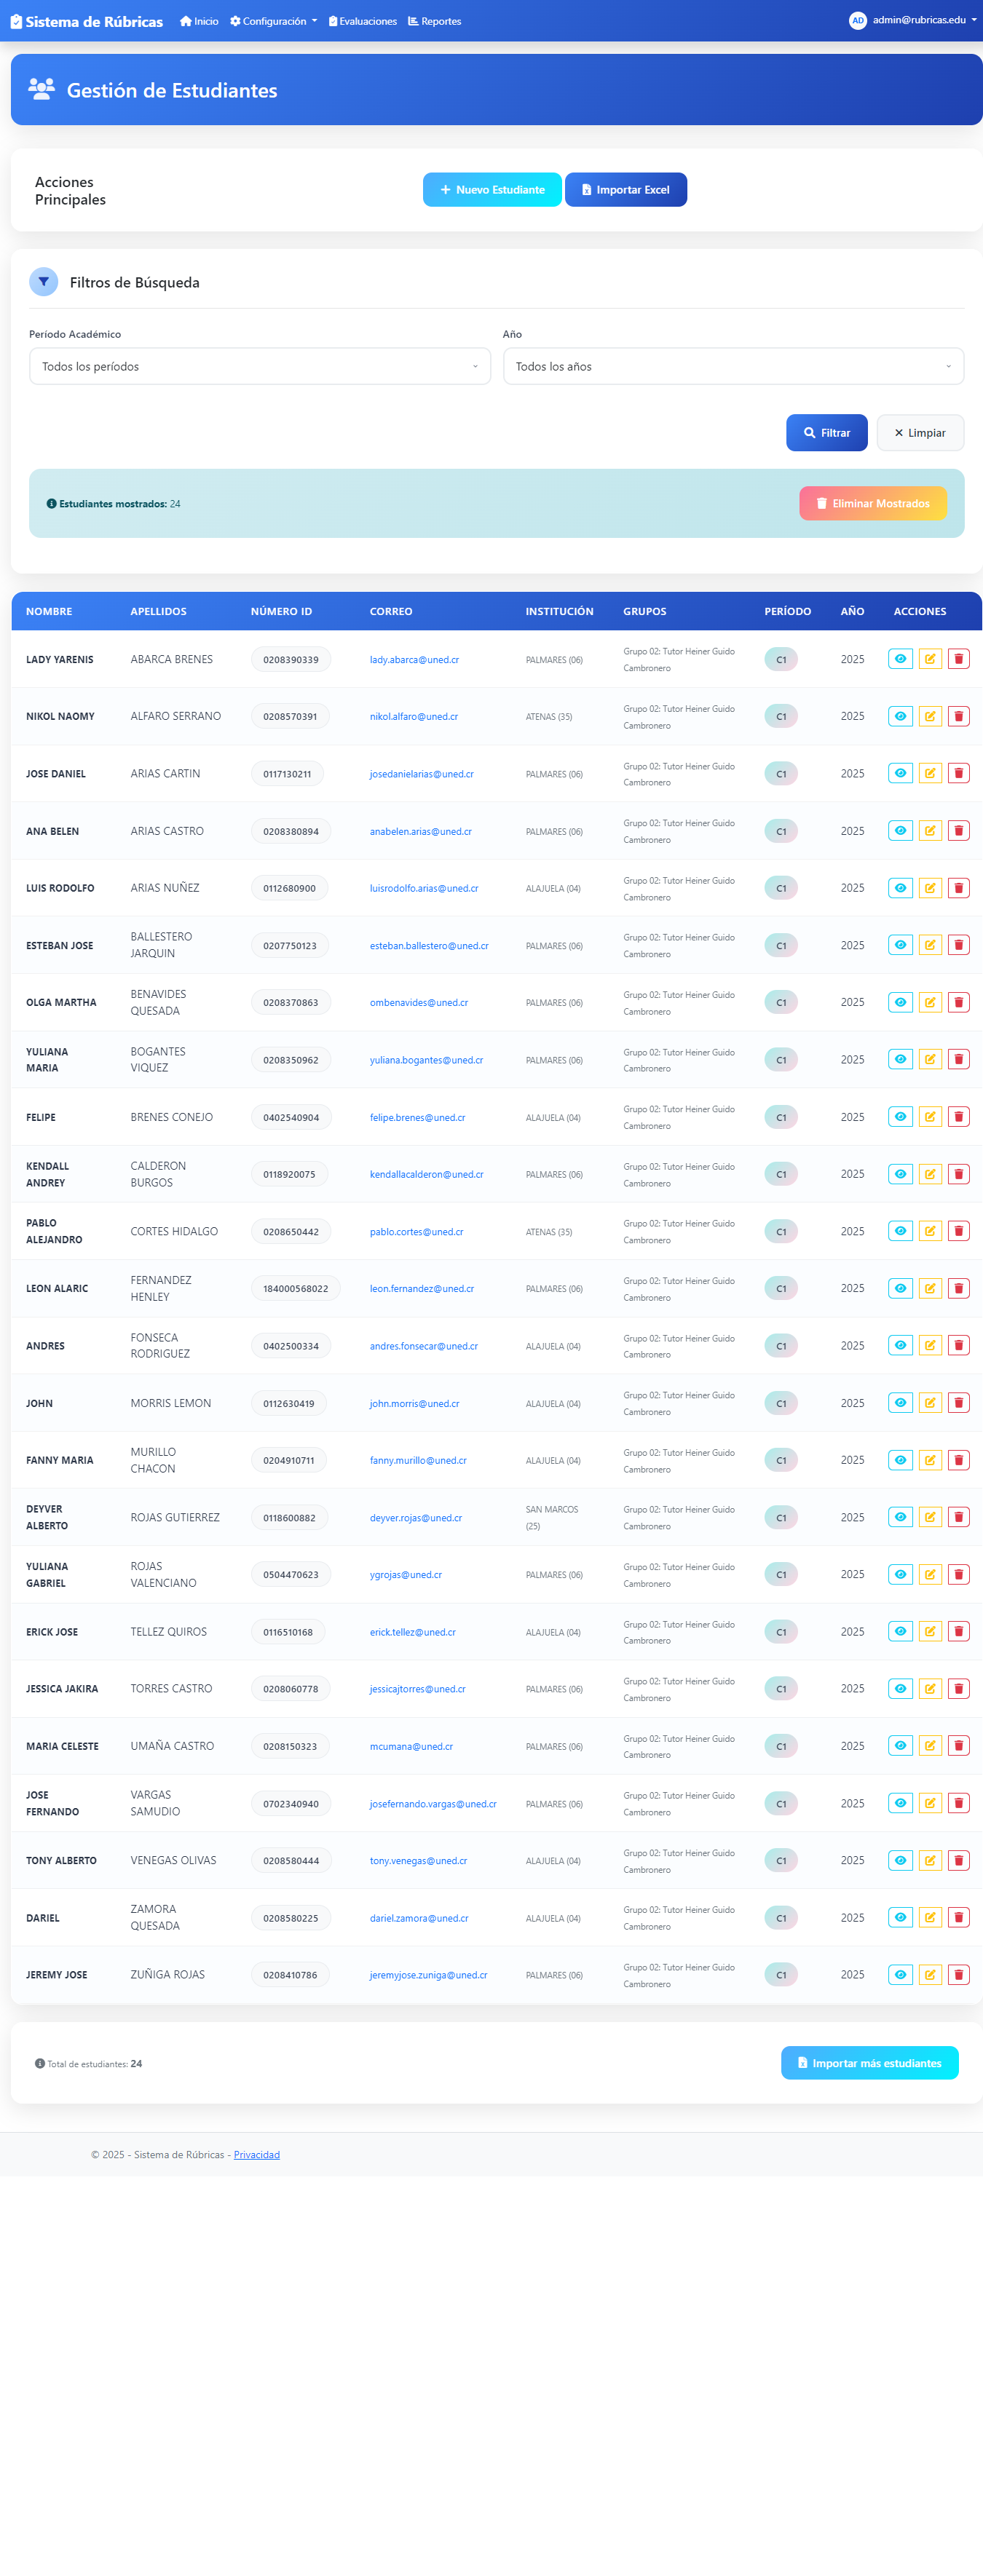 Sistema de Rúbricas Inicio Configuración Evaluaciones Reportes AD admin@rubricas.edu
Gestión de Estudiantes
Acciones
Principales
Nuevo Estudiante Importar Excel
Filtros de Búsqueda
Período Académico Año
Todos los períodos Todos los años
Filtrar Limpiar
Estudiantes mostrados: 24 Eliminar Mostrados
NOMBRE APELLIDOS NÚMERO ID CORREO INSTITUCIÓN GRUPOS PERÍODO AÑO ACCIONES
LADY YARENIS ABARCA BRENES 0208390339 lady.abarca@uned.cr PALMARES (06) Grupo 02: Tutor Heiner Guido
Cambronero C1 2025
NIKOL NAOMY ALFARO SERRANO 0208570391 nikol.alfaro@uned.cr ATENAS (35) Grupo 02: Tutor Heiner Guido
Cambronero C1 2025
JOSE DANIEL ARIAS CARTIN 0117130211 josedanielarias@uned.cr PALMARES (06) Grupo 02: Tutor Heiner Guido
Cambronero C1 2025
ANA BELEN ARIAS CASTRO 0208380894 anabelen.arias@uned.cr PALMARES (06) Grupo 02: Tutor Heiner Guido
Cambronero C1 2025
LUIS RODOLFO ARIAS NUÑEZ 0112680900 luisrodolfo.arias@uned.cr ALAJUELA (04) Grupo 02: Tutor Heiner Guido
Cambronero C1 2025
ESTEBAN JOSE BALLESTERO
JARQUIN 0207750123 esteban.ballestero@uned.cr PALMARES (06) Grupo 02: Tutor Heiner Guido
Cambronero C1 2025
OLGA MARTHA BENAVIDES
QUESADA 0208370863 ombenavides@uned.cr PALMARES (06) Grupo 02: Tutor Heiner Guido
Cambronero C1 2025
YULIANA
MARIA BOGANTES
VIQUEZ 0208350962 yuliana.bogantes@uned.cr PALMARES (06) Grupo 02: Tutor Heiner Guido
Cambronero C1 2025
FELIPE BRENES CONEJO 0402540904 felipe.brenes@uned.cr ALAJUELA (04) Grupo 02: Tutor Heiner Guido
Cambronero C1 2025
KENDALL
ANDREY CALDERON
BURGOS 0118920075 kendallacalderon@uned.cr PALMARES (06) Grupo 02: Tutor Heiner Guido
Cambronero C1 2025
PABLO
ALEJANDRO CORTES HIDALGO 0208650442 pablo.cortes@uned.cr ATENAS (35) Grupo 02: Tutor Heiner Guido
Cambronero C1 2025
LEON ALARIC FERNANDEZ
HENLEY 184000568022 leon.fernandez@uned.cr PALMARES (06) Grupo 02: Tutor Heiner Guido
Cambronero C1 2025
ANDRES FONSECA
RODRIGUEZ 0402500334 andres.fonsecar@uned.cr ALAJUELA (04) Grupo 02: Tutor Heiner Guido
Cambronero C1 2025
JOHN MORRIS LEMON 0112630419 john.morris@uned.cr ALAJUELA (04) Grupo 02: Tutor Heiner Guido
Cambronero C1 2025
FANNY MARIA MURILLO
CHACON 0204910711 fanny.murillo@uned.cr ALAJUELA (04) Grupo 02: Tutor Heiner Guido
Cambronero C1 2025
DEYVER
ALBERTO ROJAS GUTIERREZ 0118600882 deyver.rojas@uned.cr SAN MARCOS
(25) Grupo 02: Tutor Heiner Guido
Cambronero C1 2025
YULIANA
GABRIEL ROJAS
VALENCIANO 0504470623 ygrojas@uned.cr PALMARES (06) Grupo 02: Tutor Heiner Guido
Cambronero C1 2025
ERICK JOSE TELLEZ QUIROS 0116510168 erick.tellez@uned.cr ALAJUELA (04) Grupo 02: Tutor Heiner Guido
Cambronero C1 2025
JESSICA JAKIRA TORRES CASTRO 0208060778 jessicajtorres@uned.cr PALMARES (06) Grupo 02: Tutor Heiner Guido
Cambronero C1 2025
MARIA CELESTE UMAÑA CASTRO 0208150323 mcumana@uned.cr PALMARES (06) Grupo 02: Tutor Heiner Guido
Cambronero C1 2025
JOSE
FERNANDO VARGAS
SAMUDIO 0702340940 josefernando.vargas@uned.cr PALMARES (06) Grupo 02: Tutor Heiner Guido
Cambronero C1 2025
TONY ALBERTO VENEGAS OLIVAS 0208580444 tony.venegas@uned.cr ALAJUELA (04) Grupo 02: Tutor Heiner Guido
Cambronero C1 2025
DARIEL ZAMORA
QUESADA 0208580225 dariel.zamora@uned.cr ALAJUELA (04) Grupo 02: Tutor Heiner Guido
Cambronero C1 2025
JEREMY JOSE ZUÑIGA ROJAS 0208410786 jeremyjose.zuniga@uned.cr PALMARES (06) Grupo 02: Tutor Heiner Guido
Cambronero C1 2025
Total de estudiantes: 24 Importar más estudiantes
© 2025 - Sistema de Rúbricas - Privacidad